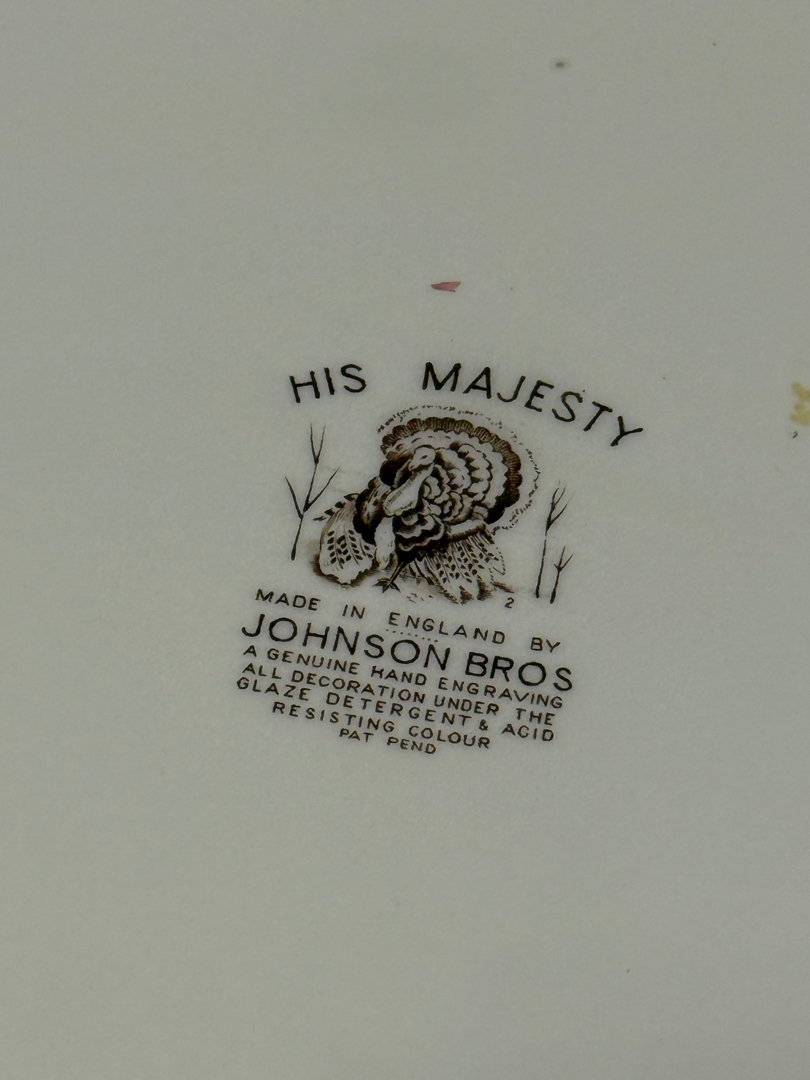 HIS MAJESTY
2
MADE IN ENGLAND BY
JOHNSON BROS
A GENUINE HAND ENGRAVING
ALL DECORATION UNDER THE
GLAZE DETERGENT & ACID
RESISTING COLOUR
PAT PEND